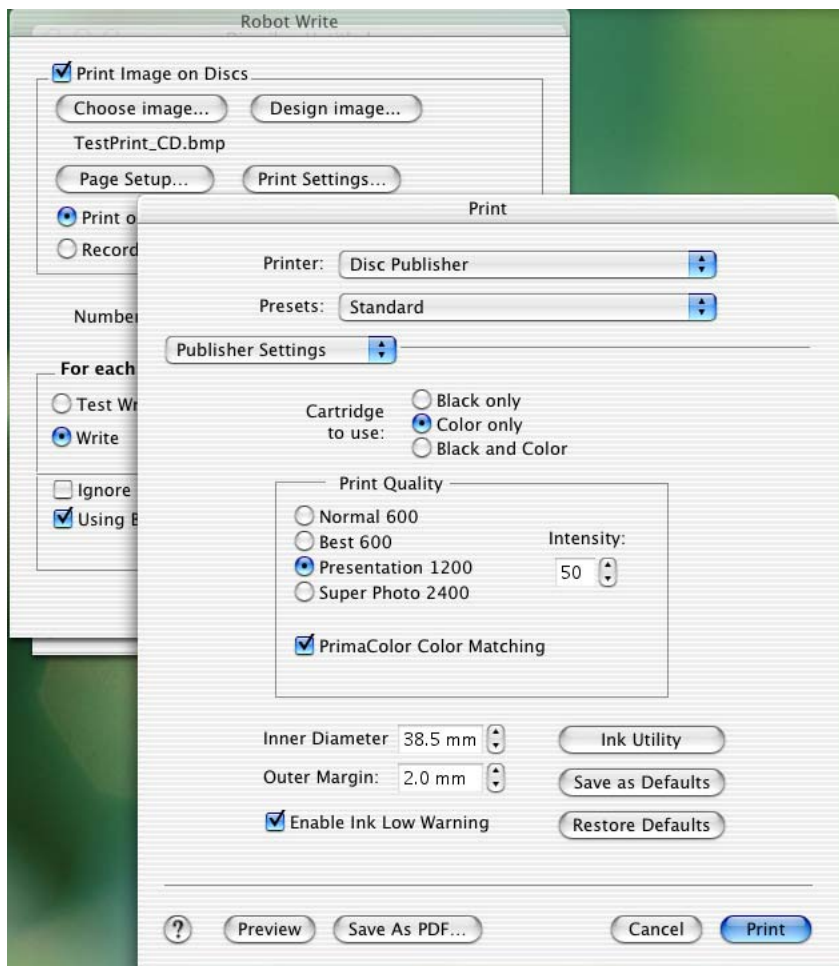 Robot Write
Print Image on Discs
Choose image... Design image...
TestPrint_CD.bmp
Page Setup... Print Settings...
Print
Print
Printer: Disc Publisher
Presets: Standard
Publisher Settings
For each
Write
Ignore
Using
Cartridge to use:
Black only
Color only
Black and Color
Print Quality
Normal 600
Best 600
Presentation 1200
Super Photo 2400
Intensity:
50
PrimaColor Color Matching
Inner Diameter 38.5 mm Ink Utility
Outer Margin: 2.0 mm Save as Defaults
Enable Ink Low Warning Restore Defaults
? Preview Save As PDF... Cancel Print